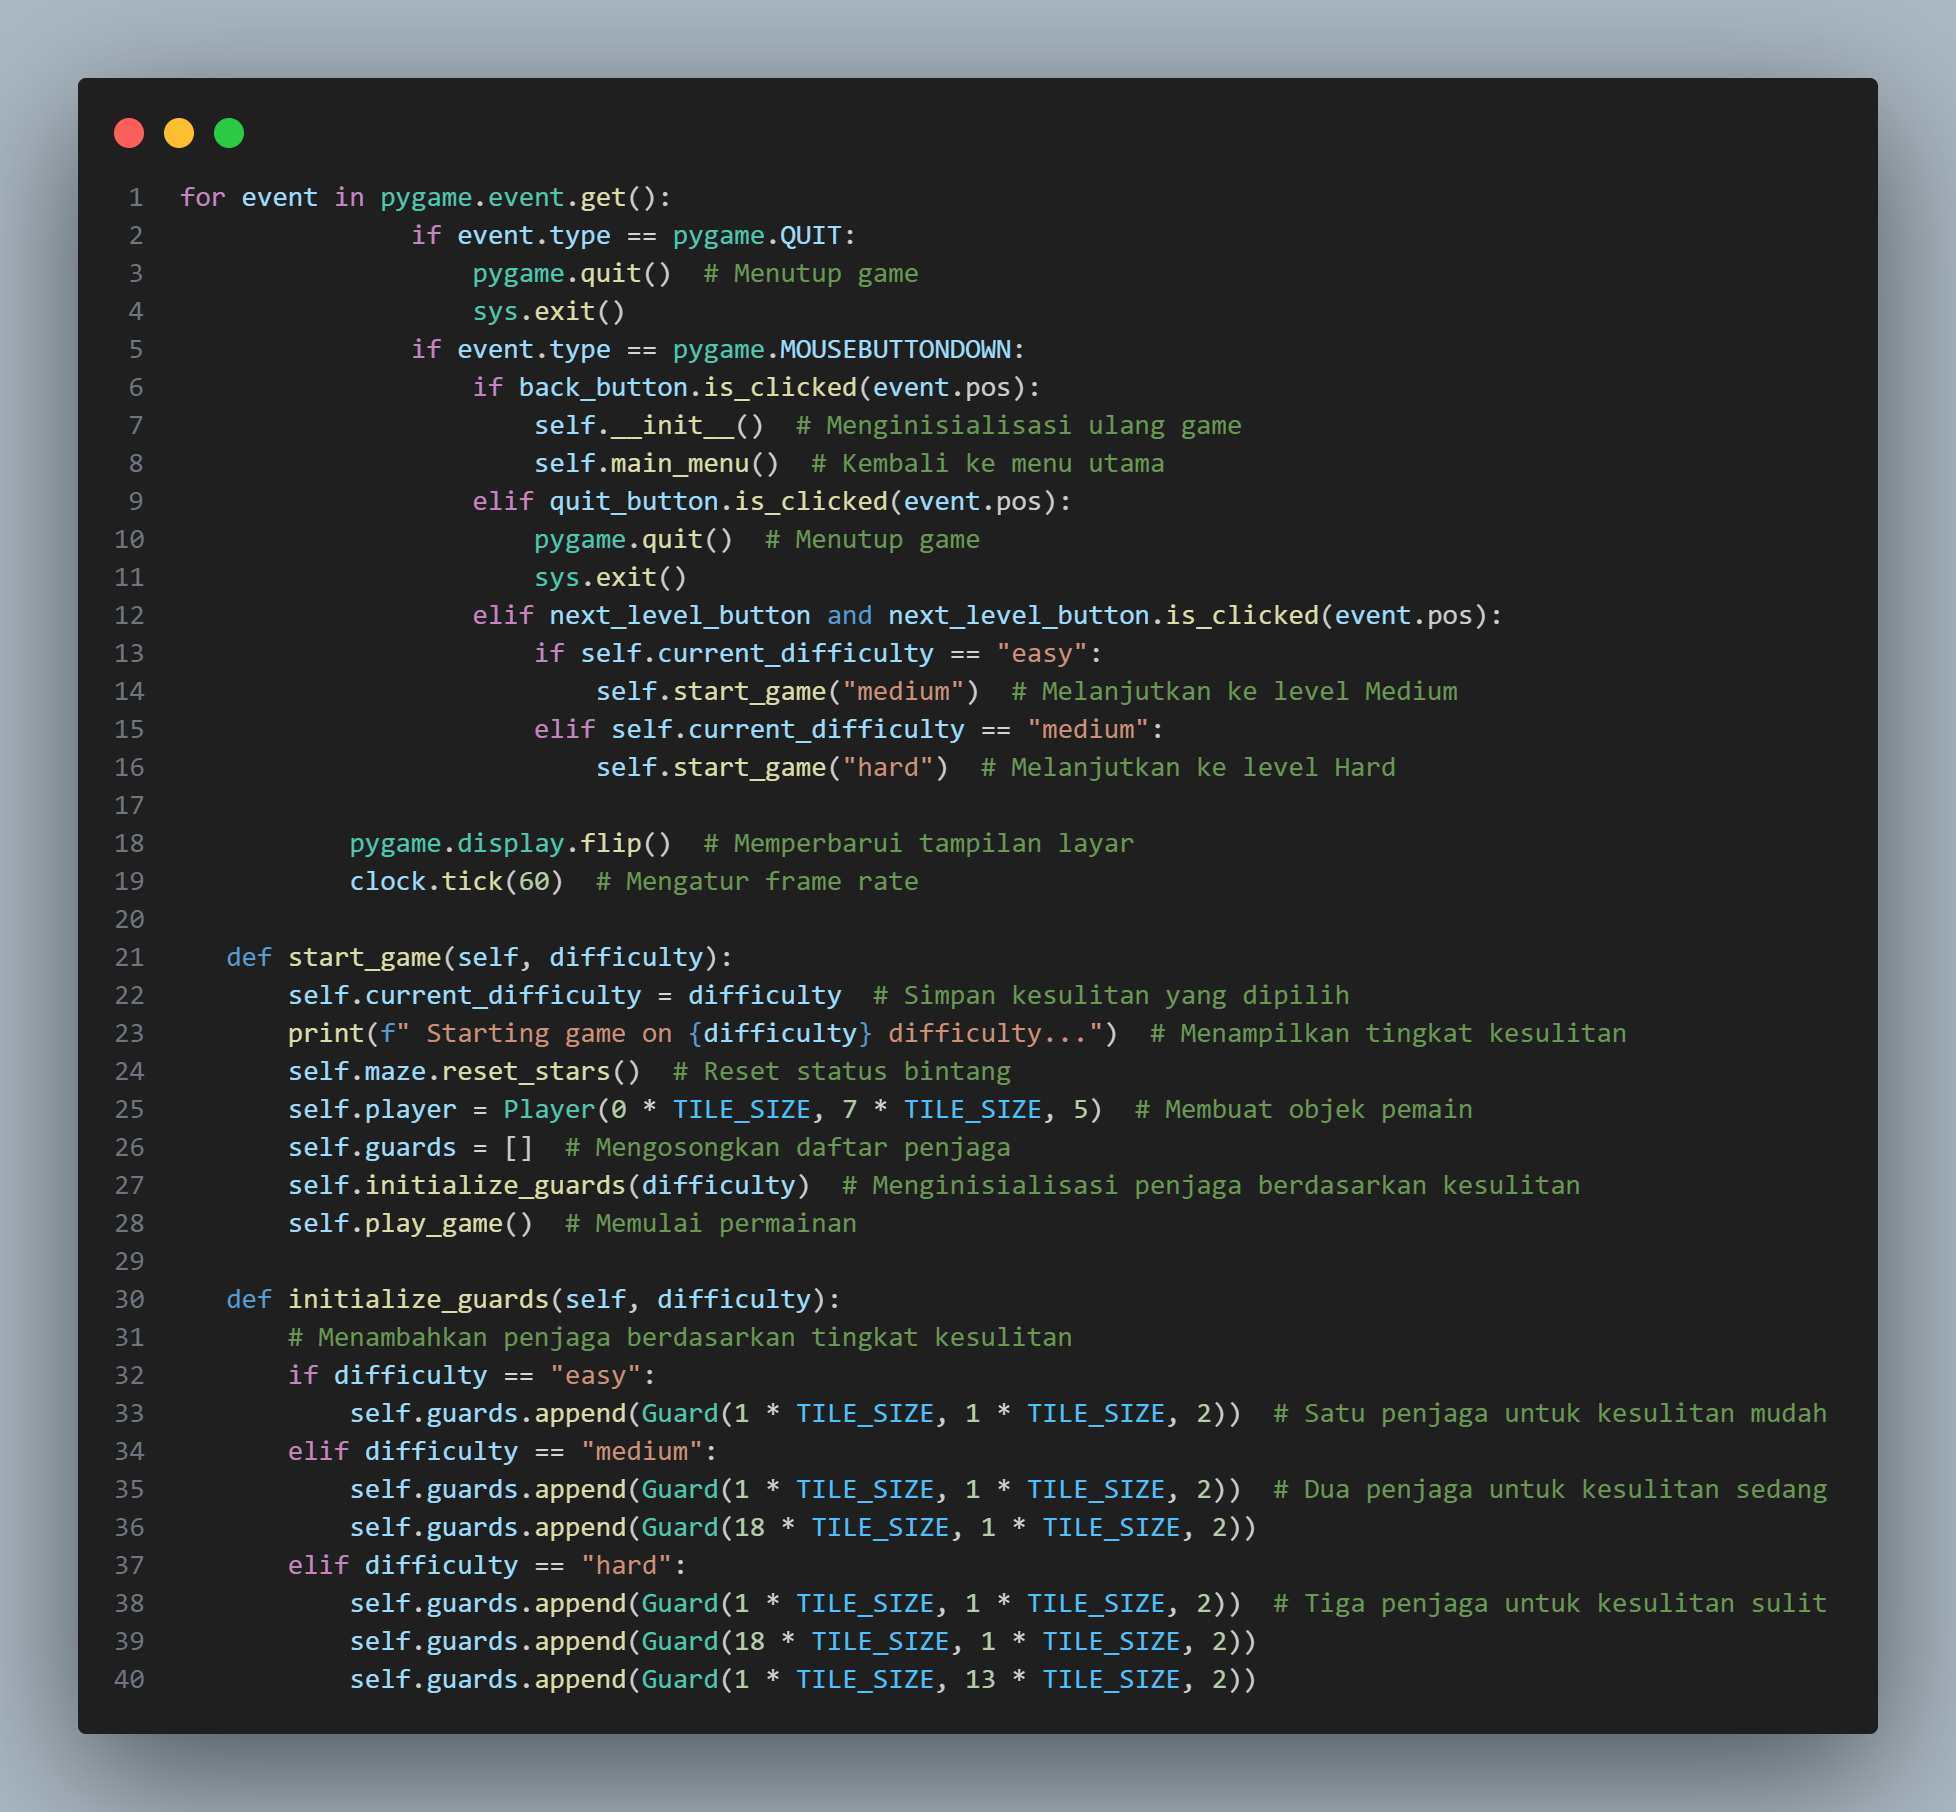 1 for event in pygame.event.get():
2                 if event.type == pygame.QUIT:
3                     pygame.quit()  # Menutup game
4                     sys.exit()
5                 if event.type == pygame.MOUSEBUTTONDOWN:
6                     if back_button.is_clicked(event.pos):
7                         self.__init__()  # Menginisialisasi ulang game
8                         self.main_menu()  # Kembali ke menu utama
9                     elif quit_button.is_clicked(event.pos):
10                         pygame.quit()  # Menutup game
11                         sys.exit()
12                     elif next_level_button and next_level_button.is_clicked(event.pos):
13                         if self.current_difficulty == "easy":
14                             self.start_game("medium")  # Melanjutkan ke level Medium
15                         elif self.current_difficulty == "medium":
16                             self.start_game("hard")  # Melanjutkan ke level Hard
17
18             pygame.display.flip()  # Memperbarui tampilan layar
19             clock.tick(60)  # Mengatur frame rate
20
21     def start_game(self, difficulty):
22         self.current_difficulty = difficulty  # Simpan kesulitan yang dipilih
23         print(f" Starting game on {difficulty} difficulty...")  # Menampilkan tingkat kesulitan
24         self.maze.reset_stars()  # Reset status bintang
25         self.player = Player(0 * TILE_SIZE, 7 * TILE_SIZE, 5)  # Membuat objek pemain
26         self.guards = []  # Mengosongkan daftar penjaga
27         self.initialize_guards(difficulty)  # Menginisialisasi penjaga berdasarkan kesulitan
28         self.play_game()  # Memulai permainan
29
30     def initialize_guards(self, difficulty):
31         # Menambahkan penjaga berdasarkan tingkat kesulitan
32         if difficulty == "easy":
33             self.guards.append(Guard(1 * TILE_SIZE, 1 * TILE_SIZE, 2))  # Satu penjaga untuk kesulitan mudah
34         elif difficulty == "medium":
35             self.guards.append(Guard(1 * TILE_SIZE, 1 * TILE_SIZE, 2))  # Dua penjaga untuk kesulitan sedang
36             self.guards.append(Guard(18 * TILE_SIZE, 1 * TILE_SIZE, 2))
37         elif difficulty == "hard":
38             self.guards.append(Guard(1 * TILE_SIZE, 1 * TILE_SIZE, 2))  # Tiga penjaga untuk kesulitan sulit
39             self.guards.append(Guard(18 * TILE_SIZE, 1 * TILE_SIZE, 2))
40             self.guards.append(Guard(1 * TILE_SIZE, 13 * TILE_SIZE, 2))